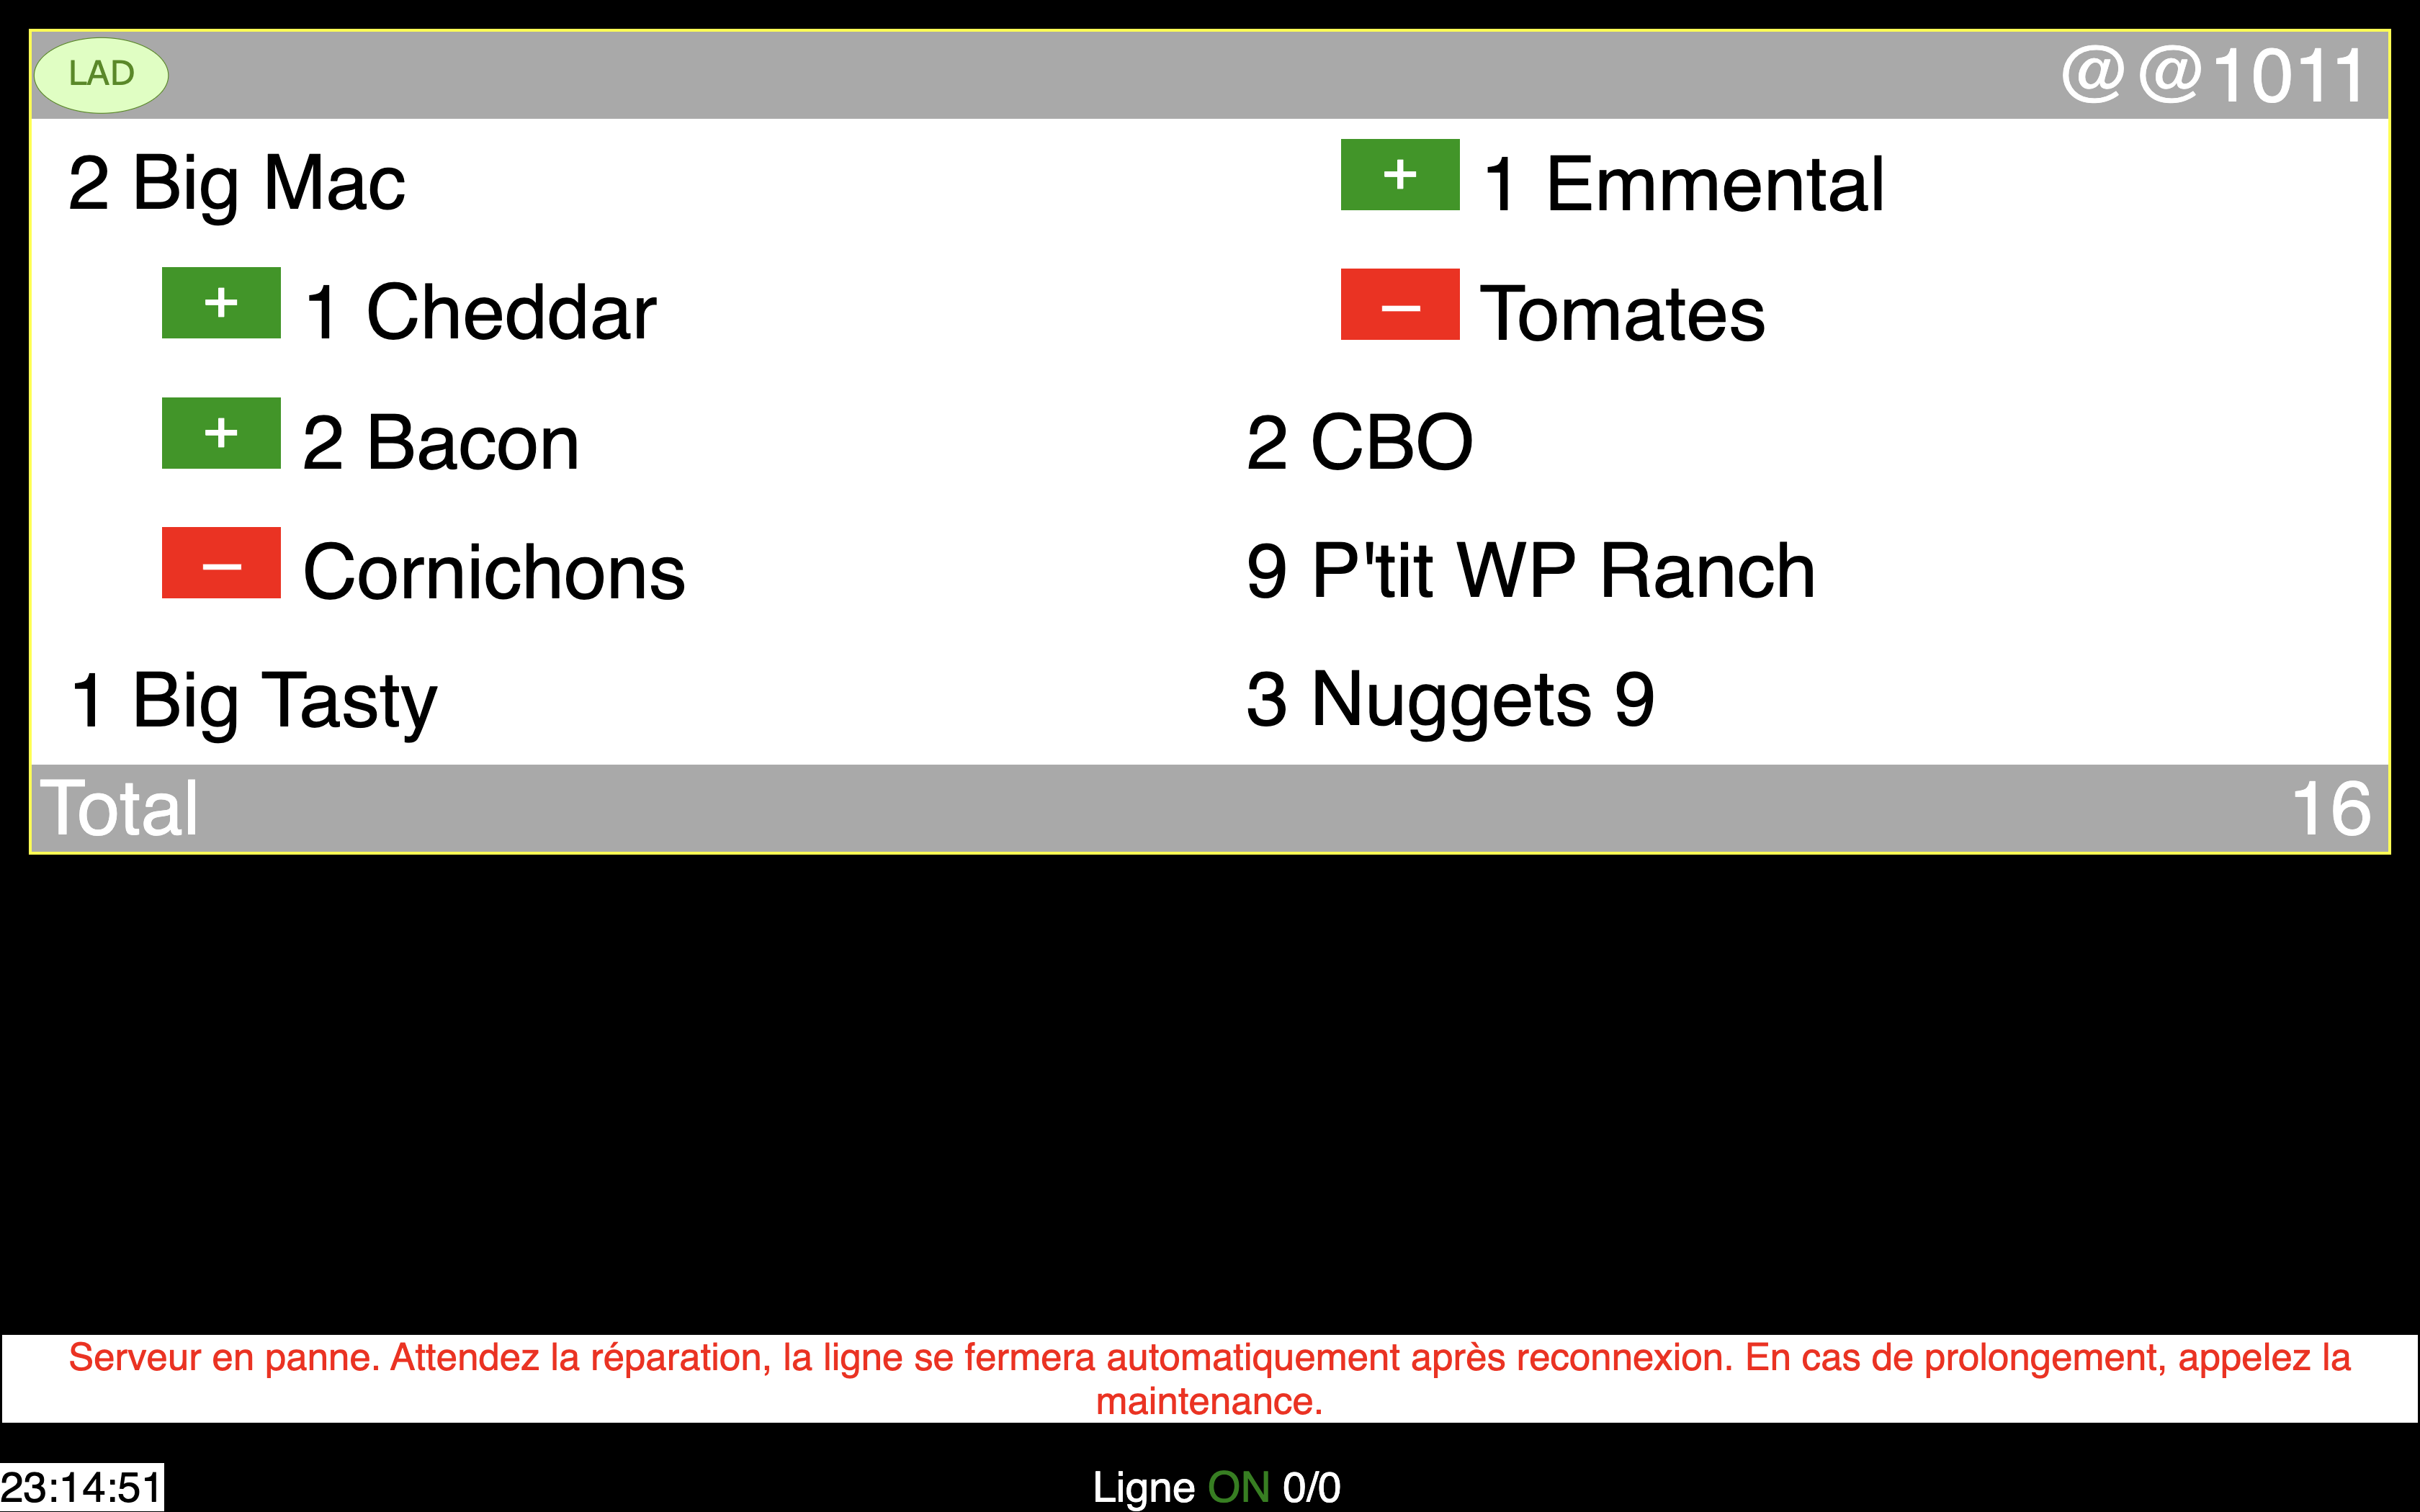 LAD
@@1011
2 Big Mac
+ 1 Cheddar
+ 2 Bacon
– Cornichons
1 Big Tasty
+ 1 Emmental
– Tomates
2 CBO
9 P'tit WP Ranch
3 Nuggets 9
Total
16
Serveur en panne. Attendez la réparation, la ligne se fermera automatiquement après reconnexion. En cas de prolongement, appelez la
maintenance.
23:14:51
Ligne ON 0/0